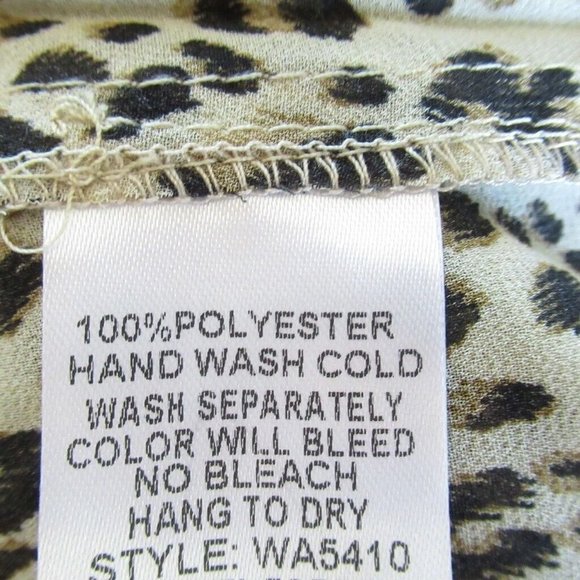 100%POLYESTER
HAND WASH COLD
WASH SEPARATELY
COLOR WILL BLEED
NO BLEACH
HANG TO DRY
STYLE: WA5410